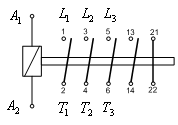 A₁ L₁ L₂ L₃
1 3 5 13 21
2 4 6 14 22
A₂ T₁ T₂ T₃